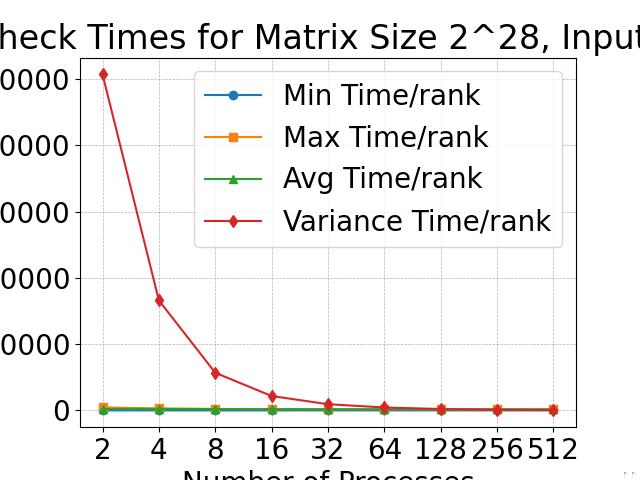 heck Times for Matrix Size 2^28, Input
0000
0000
0000
0000
0000
0
Min Time/rank
Max Time/rank
Avg Time/rank
Variance Time/rank
2 4 8 16 32 64 128 256 512
Number of Processes